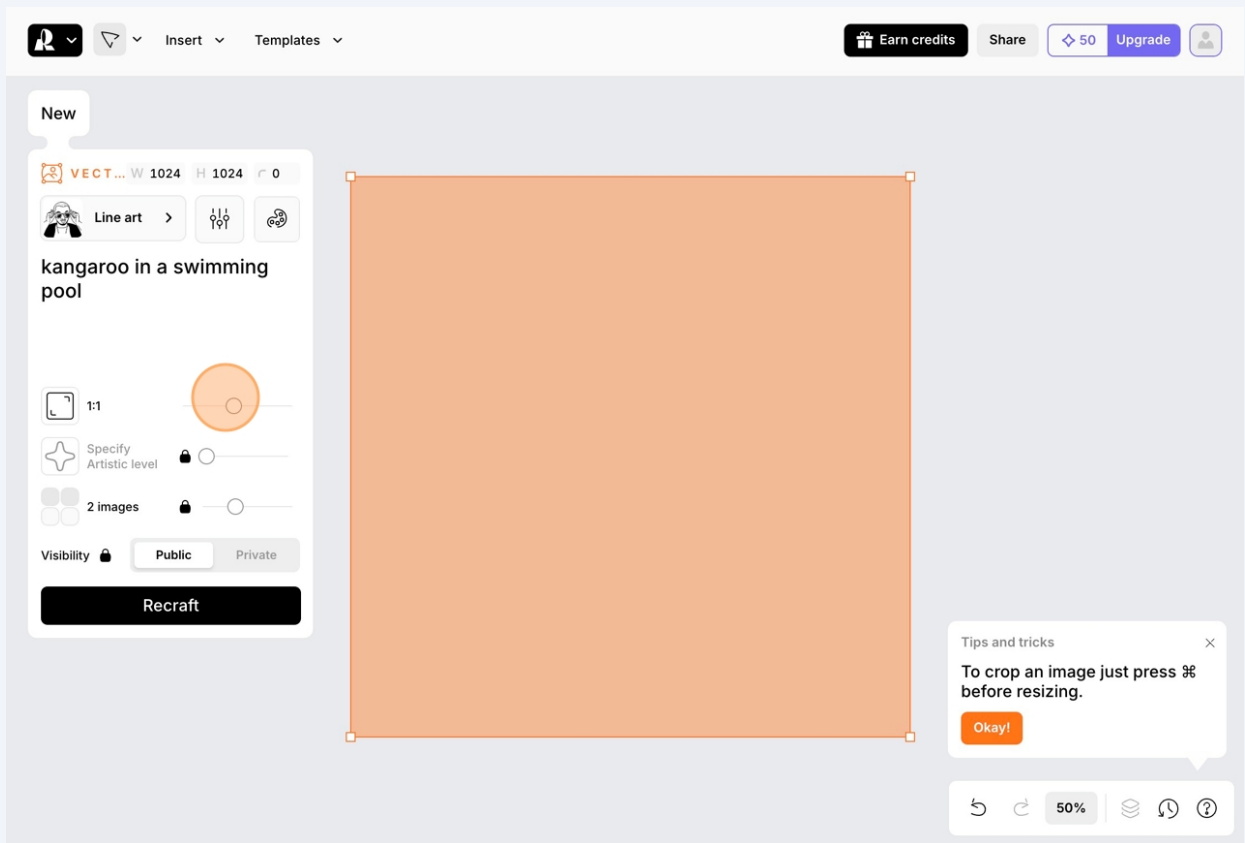 Insert
Templates
Earn credits
Share
50
Upgrade
New
VECT... W 1024 H 1024 0
Line art
kangaroo in a swimming
pool
1:1
Specify
Artistic level
2 images
Visibility
Public
Private
Recraft
Tips and tricks
To crop an image just press ⌘
before resizing.
Okay!
50%